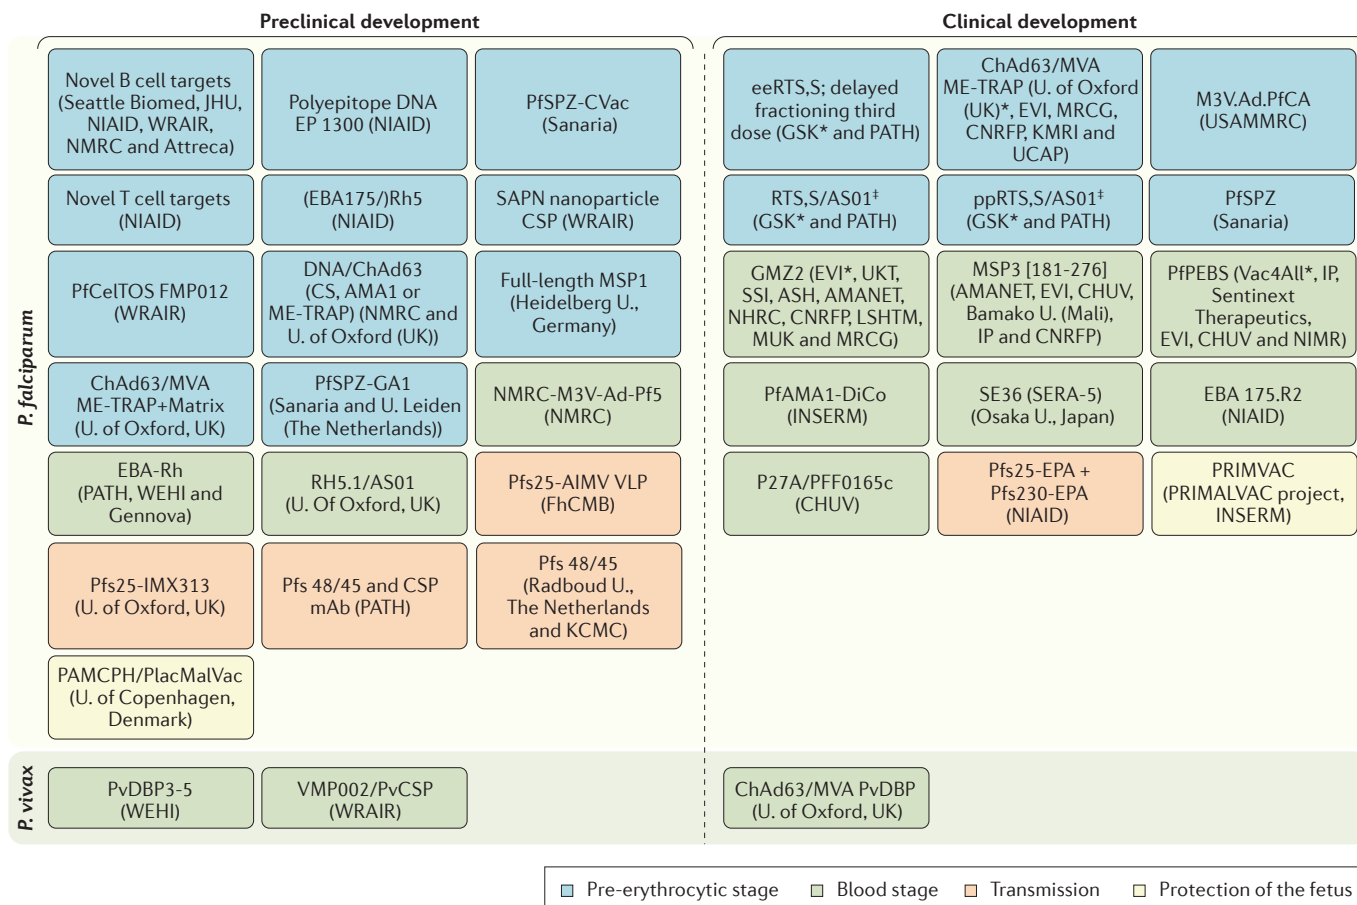 Preclinical development
Clinical development
P. falciparum
Novel B cell targets
(Seattle Biomed, JHU,
NIAID, WRAIR,
NMRC and Attreca)
Polyepitope DNA
EP 1300 (NIAID)
PfSPZ-CVac
(Sanaria)
eeRTS,S; delayed
fractioning third
dose (GSK* and PATH)
ChAd63/MVA
ME-TRAP (U. of Oxford
(UK)*, EVI, MRCG,
CNRFP, KMRI and
UCAP)
M3V.Ad.PfCA
(USAMMRC)
Novel T cell targets
(NIAID)
(EBA175/)Rh5
(NIAID)
SAPN nanoparticle
CSP (WRAIR)
RTS,S/AS01‡
(GSK* and PATH)
ppRTS,S/AS01‡
(GSK* and PATH)
PfSPZ
(Sanaria)
PfCelTOS FMP012
(WRAIR)
DNA/ChAd63
(CS, AMA1 or
ME-TRAP) (NMRC and
U. of Oxford (UK))
Full-length MSP1
(Heidelberg U.,
Germany)
GMZ2 (EVI*, UKT,
SSI, ASH, AMANET,
NHRC, CNRFP, LSHTM,
MUK and MRCG)
MSP3 [181-276]
(AMANET, EVI, CHUV,
Bamako U. (Mali),
IP and CNRFP)
PfPEBS (Vac4All*, IP,
Sentinext
Therapeutics,
EVI, CHUV and NIMR)
ChAd63/MVA
ME-TRAP+Matrix
(U. of Oxford, UK)
PfSPZ-GA1
(Sanaria and U. Leiden
(The Netherlands))
NMRC-M3V-Ad-Pf5
(NMRC)
PfAMA1-DiCo
(INSERM)
SE36 (SERA-5)
(Osaka U., Japan)
EBA 175.R2
(NIAID)
EBA-Rh
(PATH, WEHI and
Gennova)
RH5.1/AS01
(U. Of Oxford, UK)
Pfs25-AIMV VLP
(FhCMB)
P27A/PFF0165c
(CHUV)
Pfs25-EPA +
Pfs230-EPA
(NIAID)
PRIMVAC
(PRIMALVAC project,
INSERM)
Pfs25-IMX313
(U. of Oxford, UK)
Pfs 48/45 and CSP
mAb (PATH)
Pfs 48/45
(Radboud U.,
The Netherlands
and KCMC)
PAMCPH/PlacMalVac
(U. of Copenhagen,
Denmark)
P. vivax
PvDBP3-5
(WEHI)
VMP002/PvCSP
(WRAIR)
ChAd63/MVA PvDBP
(U. of Oxford, UK)
Pre-erythrocytic stage
Blood stage
Transmission
Protection of the fetus